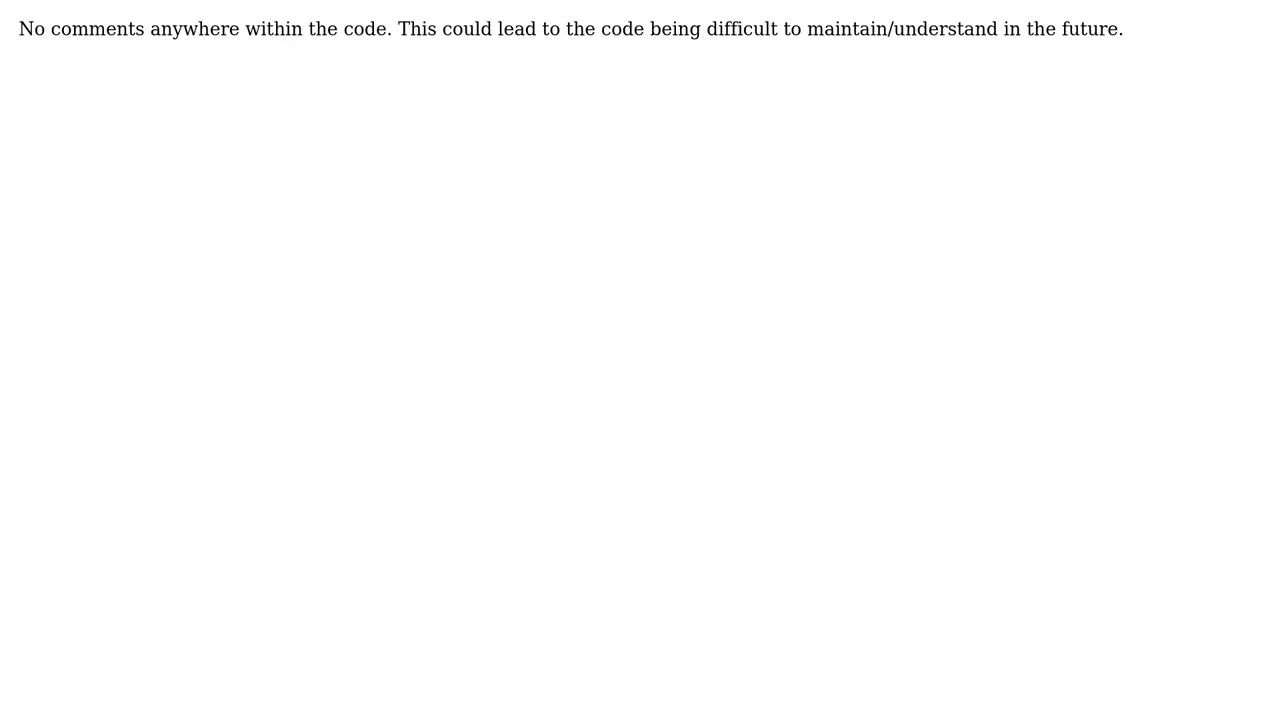 No comments anywhere within the code. This could lead to the code being difficult to maintain/understand in the future.